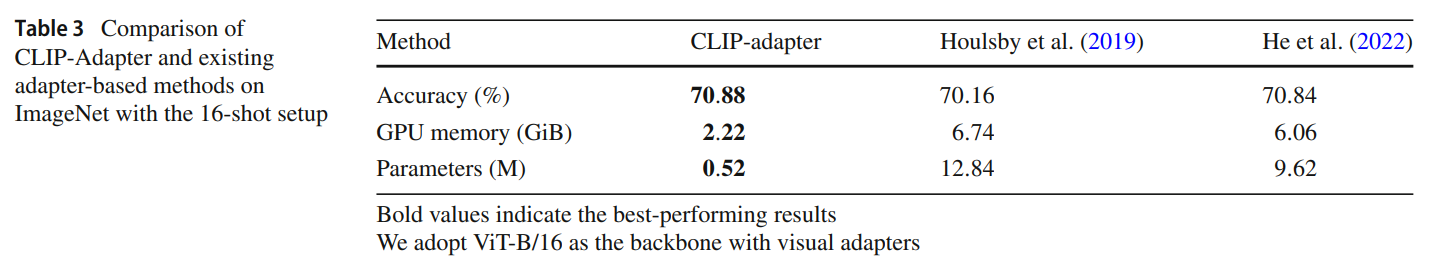 Table 3 Comparison of
CLIP-Adapter and existing
adapter-based methods on
ImageNet with the 16-shot setup
Method CLIP-adapter Houlsby et al. (2019) He et al. (2022)
Accuracy (%) 70.88 70.16 70.84
GPU memory (GiB) 2.22 6.74 6.06
Parameters (M) 0.52 12.84 9.62
Bold values indicate the best-performing results
We adopt ViT-B/16 as the backbone with visual adapters